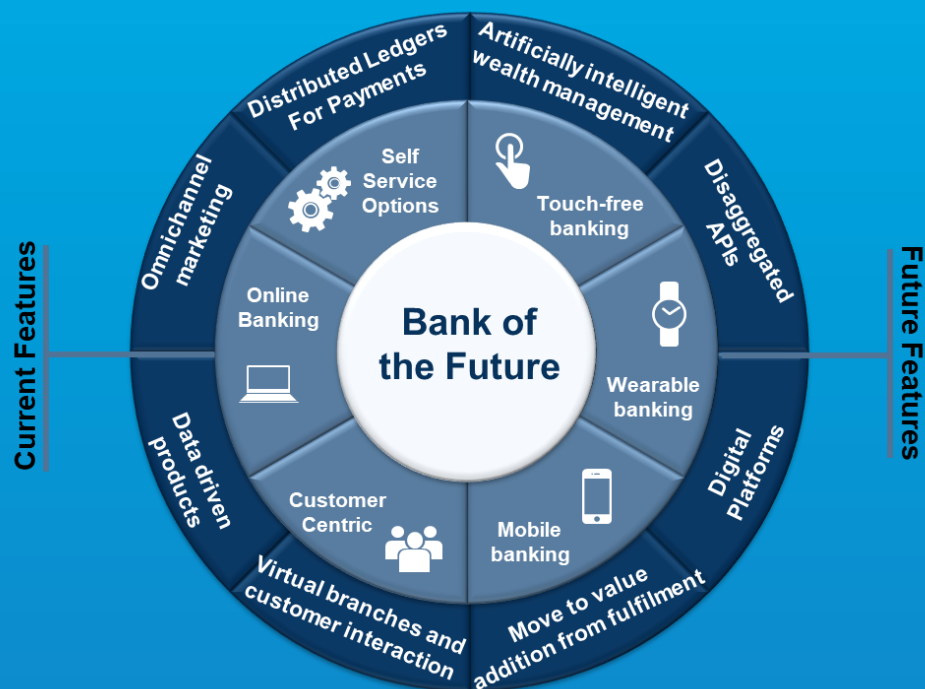 Distributed Ledgers
For Payments
Artificially intelligent
wealth management
Omnichannel
marketing
Self
Service
Options
Touch-free
banking
Disaggregated
APIs
Current Features
Online
Banking
Bank of
the Future
Wearable
banking
Future Features
Data driven
products
Customer
Centric
Mobile
banking
Digital
Platforms
Virtual branches and
customer interaction
Move to value
addition from fulfilment